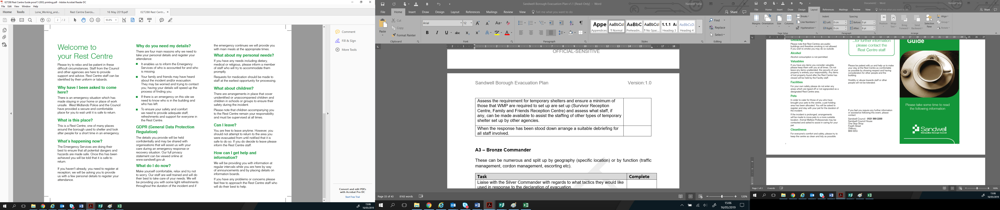 027288 Rest Centre Guide proof 5 (003) printing.pdf - Adobe Acrobat Reader DC
File Edit View Window Help
Home Tools Lone_Working_and... Rest Centre Exercis... 16 May 2019.pdf 027288 Rest Centr... ×
2 / 2 93.8%
Welcome to
your Rest Centre
Please try to relax and be patient in these
difficult circumstances. Staff from the Council
and other agencies are here to provide
support and advice. Rest Centre staff can be
identified by their uniform or tabards.
Why have I been asked to come
here?
There is an emergency situation which has
made staying in your home or place of work
unsafe. West Midlands Police and the Council
have provided a secure and comfortable
place for you to wait until it is safe to return.
What is this place?
This is a Rest Centre, one of many places
around the borough used to shelter and look
after people for a short time in an emergency.
What's happening now?
The Emergency Services are doing their
best to ensure that all potential dangers and
hazards are made safe. Once this has been
achieved you will be told that it is safe to
return.
If you haven't already, you need to register at
reception; we will be asking you to provide
us with a few personal details to register your
attendance.
Why do you need my details?
There are four main reasons why we need to
take your personal details and register your
attendance:
It enables us to inform the Emergency
Services of who is accounted for and who
is missing.
Your family and friends may have heard
about the incident and/or evacuation.
They may be worried and trying to contact
you; having your details will speed up the
process of finding you.
If there is an emergency on this site we
need to know who is in the building and
who has left.
To ensure your safety and comfort
we need to provide adequate staff,
refreshments and support for everyone in
the Rest Centre.
GDPR (General Data Protection
Regulation)
The details you provide will be held
confidentially and may be shared with
organisations that will assist us with your
care during an emergency response or
recovery situation. Our full privacy
statement can be viewed online at
www.sandwell.gov.uk
What do I do now?
Make yourself comfortable, relax and try not
to worry. Our staff are well trained and will do
their best to take care of your needs. We will
be providing you with some light refreshments
throughout the duration of the incident and if
the emergency continues we will provide you
with main meals at the appropriate times.
What about my personal needs?
If you have any needs including dietary,
medical or religious, please inform a member
of staff who will try to accommodate them
promptly.
Requests for medication should be made to
staff at the earliest opportunity for processing.
What about children?
There are arrangements in place that cover
unidentified or unaccompanied children and
children in schools or groups to ensure their
safety during the incident.
Please note that children accompanying you
to the Rest Centre remain your responsibility
and must be supervised at all times.
Can I leave?
You are free to leave anytime. However, you
should not attempt to return to the area you
were evacuated from until notified that it is
safe to do so. If you do decide to leave please
inform the Rest Centre staff.
How can I get help and
information?
We will be providing you with information at
regular intervals while you are here by way
of announcements and by placing details on
information boards.
If you have any problems or concerns please
feel free to approach the Rest Centre staff who
will do their best to help.
Comment
Fill & Sign
More Tools
Convert and edit PDFs
with Acrobat Pro DC
Start Free Trial
15:06
16/05/2019
Sandwell Borough Evacuation Plan v1.1 [Read-Only] - Word
Nabeel Yafai
File Home Insert Draw Design Layout References Mailings Review View Tell me what you want to do Share
Paste Cut Copy Format Painter Clipboard
Arial 12 Font
Paragraph
Appe Appendices
AaBbCcI ¶ Normal
AaBbC Preheadin...
AaBbCcI ¶ No Spac...
1.1.1 Aa Heading 3
AaBbCcD Heading 4
Styles
Find Replace Select Editing
OFFICIAL-SENSITIVE
Sandwell Borough Evacuation Plan Version:1.0
Assess the requirement for temporary shelters and ensure a minimum of
those that WMP are required to set up are set up (Survivor Reception
Centre, Family and Friends Reception Centre) and assess what staff, if
any, can be made available to assist the staffing of other types of temporary
shelter set up by other agencies.
When the response has been stood down arrange a suitable debriefing for
all staff involved.
A3 – Bronze Commander
These can be numerous and split up by geography (specific location) or by function (traffic
management, cordon management, escorting etc).
Task Complete
Liaise with the Silver Commander with regards to what tactics they would like
used in response to the declaration of evacuation.
Page 33 of 43 8163 words 120%
15:06
16/05/2019
Document2 - Word
Nabeel Yafai
File Home Insert Draw Design Layout References Mailings Review View Tell me what you want to do Share
Margins Orientation Size Columns Breaks Line Numbers Hyphenation Page Setup
Indent Left: 0 cm Right: 0 cm
Spacing Before: 0 pt After: 8 pt Paragraph
Position Wrap Text Bring Forward Send Backward Selection Pane Align Group Rotate Arrange
Smoking
Please note that Rest Centres are public
buildings and therefore smoking is not allowed.
If you wish to smoke you may do so outside.
Alcohol
Alcohol consumption is not permitted.
Valuables
If you have any items you consider valuable,
please keep them with you at all times. Do not
leave any items unattended, the security of your
property is entirely your responsibility. Any items
of lost property found after the Rest Centre has
closed will be held by the Facility staff.
Facilities
For your own safety please do not enter any
areas which are taped off or not signposted as a
designated Rest Centre area.
Pets
In order to cater for those of you who have
brought your pets to the centre, a pet holding
area has been allocated. You will be asked to
register and stay with your pet for the duration of
the incident.
If the incident is prolonged, arrangements
will be made to move pets to a more suitable
location. Animal Welfare Professionals may be
contacted and asked to assist in caring for your
pet.
Cleanliness
For everyone's comfort and safety, please try to
keep the centre as clean and tidy as possible.
...for further information
please contact the
Rest Centre staff
Please be patient with us and help us to make
your stay at the Rest Centre as comfortable
as possible by showing respect and having
consideration for other people and the
building.
Hostility or abuse towards staff or other
people will not be tolerated.
If you feel you require any further information
or assistance following this event, please
contact:
Sandwell Council - 0121 569 2200
Sandwell Council House
One Stop Shop
Freeth Street
Oldbury
B69 3DQ
Guide
Please take some time to read
the following information
Sandwell
Metropolitan Borough Council
Page 2 of 2 0 words 100%
15:06
16/05/2019